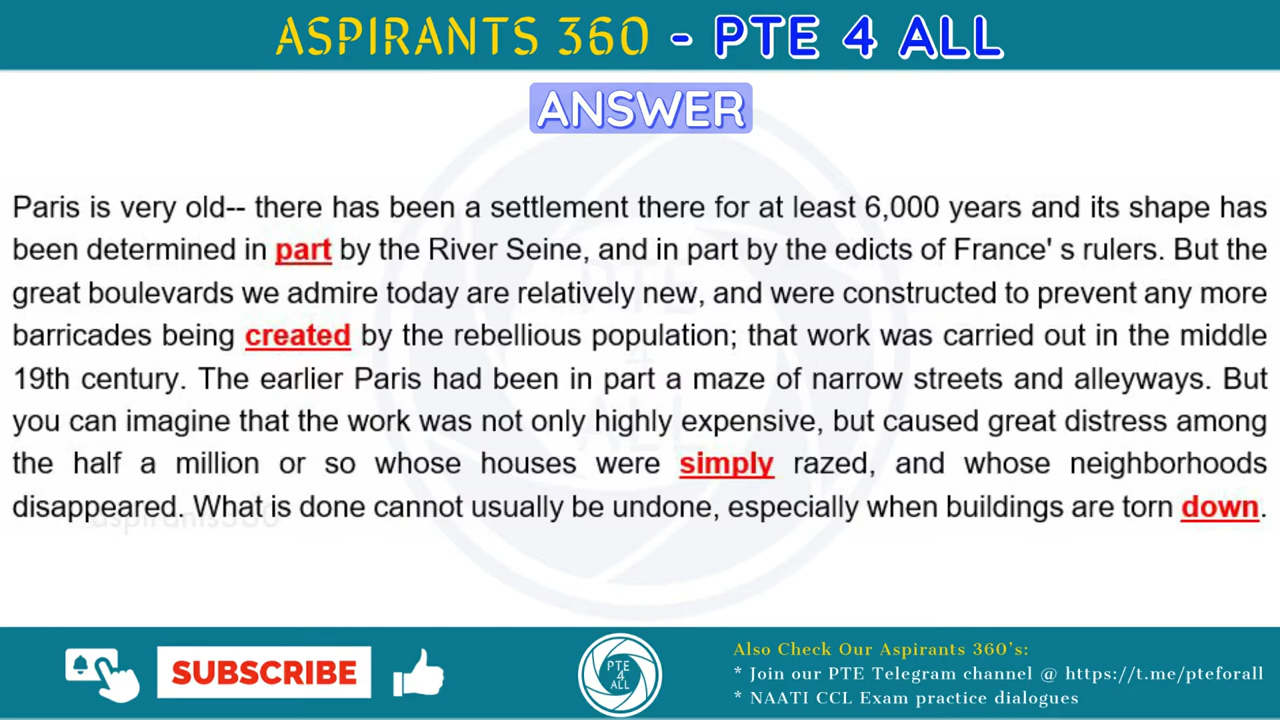 ASPIRANTS 360 - PTE 4 ALL
ANSWER
Paris is very old-- there has been a settlement there for at least 6,000 years and its shape has
been determined in part by the River Seine, and in part by the edicts of France' s rulers. But the
great boulevards we admire today are relatively new, and were constructed to prevent any more
barricades being created by the rebellious population; that work was carried out in the middle
19th century. The earlier Paris had been in part a maze of narrow streets and alleyways. But
you can imagine that the work was not only highly expensive, but caused great distress among
the half a million or so whose houses were simply razed, and whose neighborhoods
disappeared. What is done cannot usually be undone, especially when buildings are torn down.
aspirants360
SUBSCRIBE
PTE
4
ALL
Also Check Our Aspirants 360's:
* Join our PTE Telegram channel @ https://t.me/pteforall
* NAATI CCL Exam practice dialogues